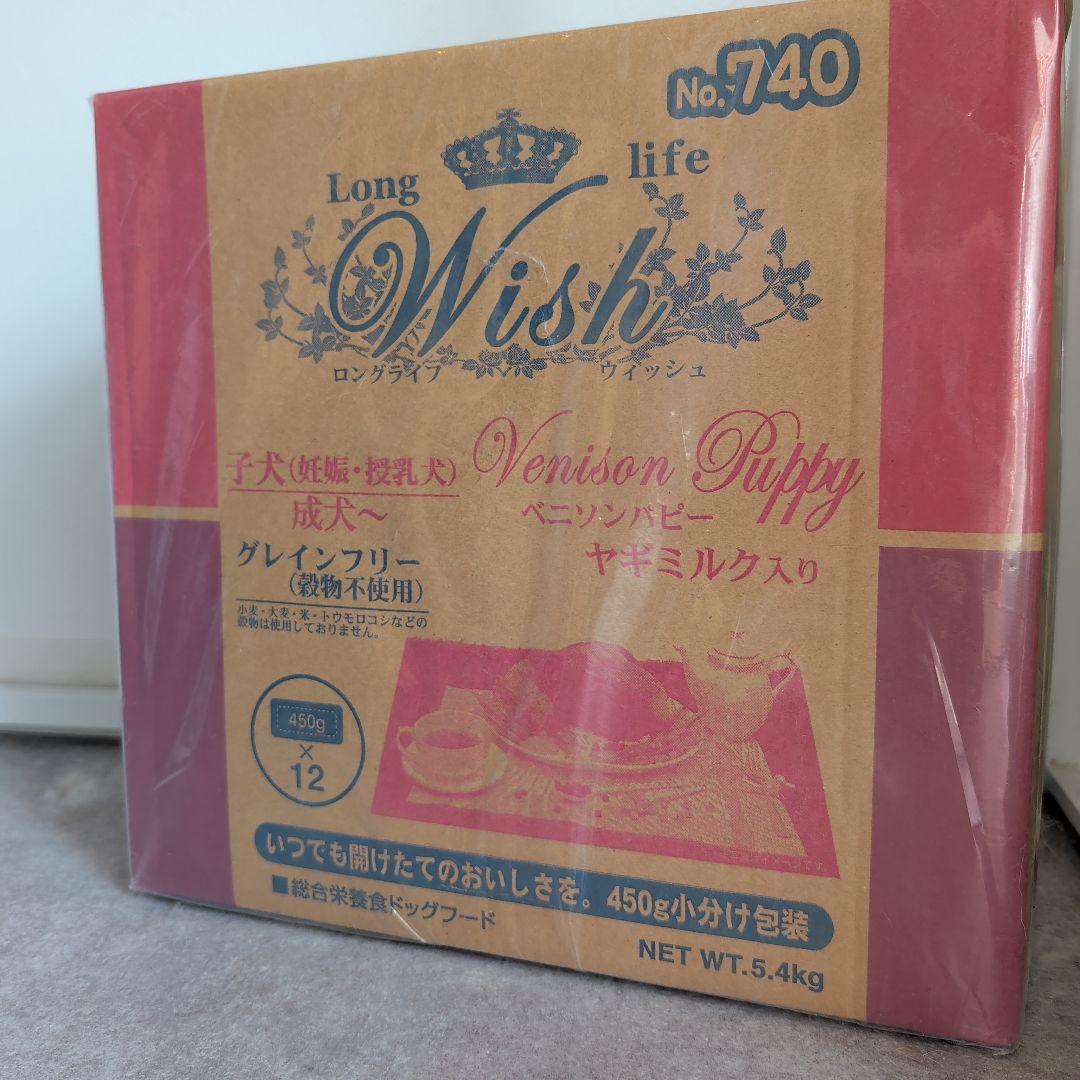 No.740
Long life
Wish
ロングライフ ウィッシュ
子犬(妊娠・授乳犬)
成犬～
グレインフリー
(穀物不使用)
小麦・大麦・米・トウモロコシなどの
穀物は使用しておりません。
Venison Puppy
ベニソンパピー
ヤギミルク入り
450g
×
12
いつでも開けたてのおいしさを。450g小分け包装
■総合栄養食ドッグフード
NET WT.5.4kg